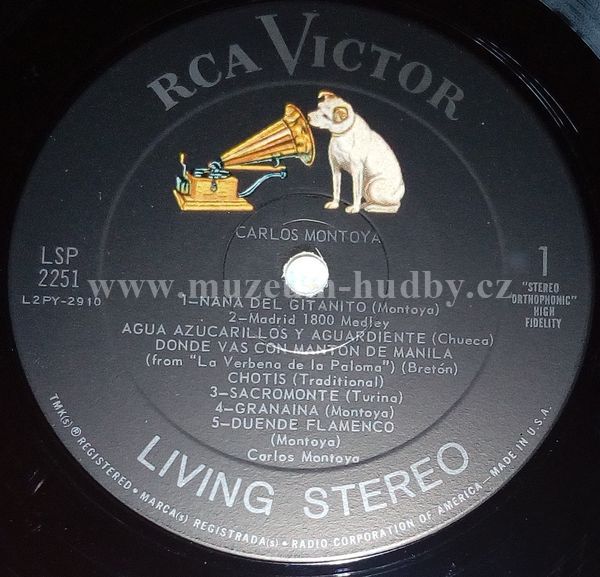 RCA VICTOR
CARLOS MONTOYA
LSP
2251
L2PY-2910
1
"STEREO
ORTHOPHONIC"
HIGH
FIDELITY
www.muzeum-hudby.cz
1—NANA DEL GITANITO (Montoya)
2—Madrid 1800 Medley
AGUA AZUCARILLOS Y AGUARDIENTE (Chueca)
DONDE VAS CON MANTON DE MANILA
(from "La Verbena de la Paloma") (Bretón)
CHOTIS (Traditional)
3—SACROMONTE (Turina)
4—GRANAINA (Montoya)
5—DUENDE FLAMENCO
(Montoya)
Carlos Montoya
LIVING STEREO
TMK(s) ® REGISTERED • MARCA(s) REGISTRADA(s) • RADIO CORPORATION OF AMERICA—MADE IN U.S.A.